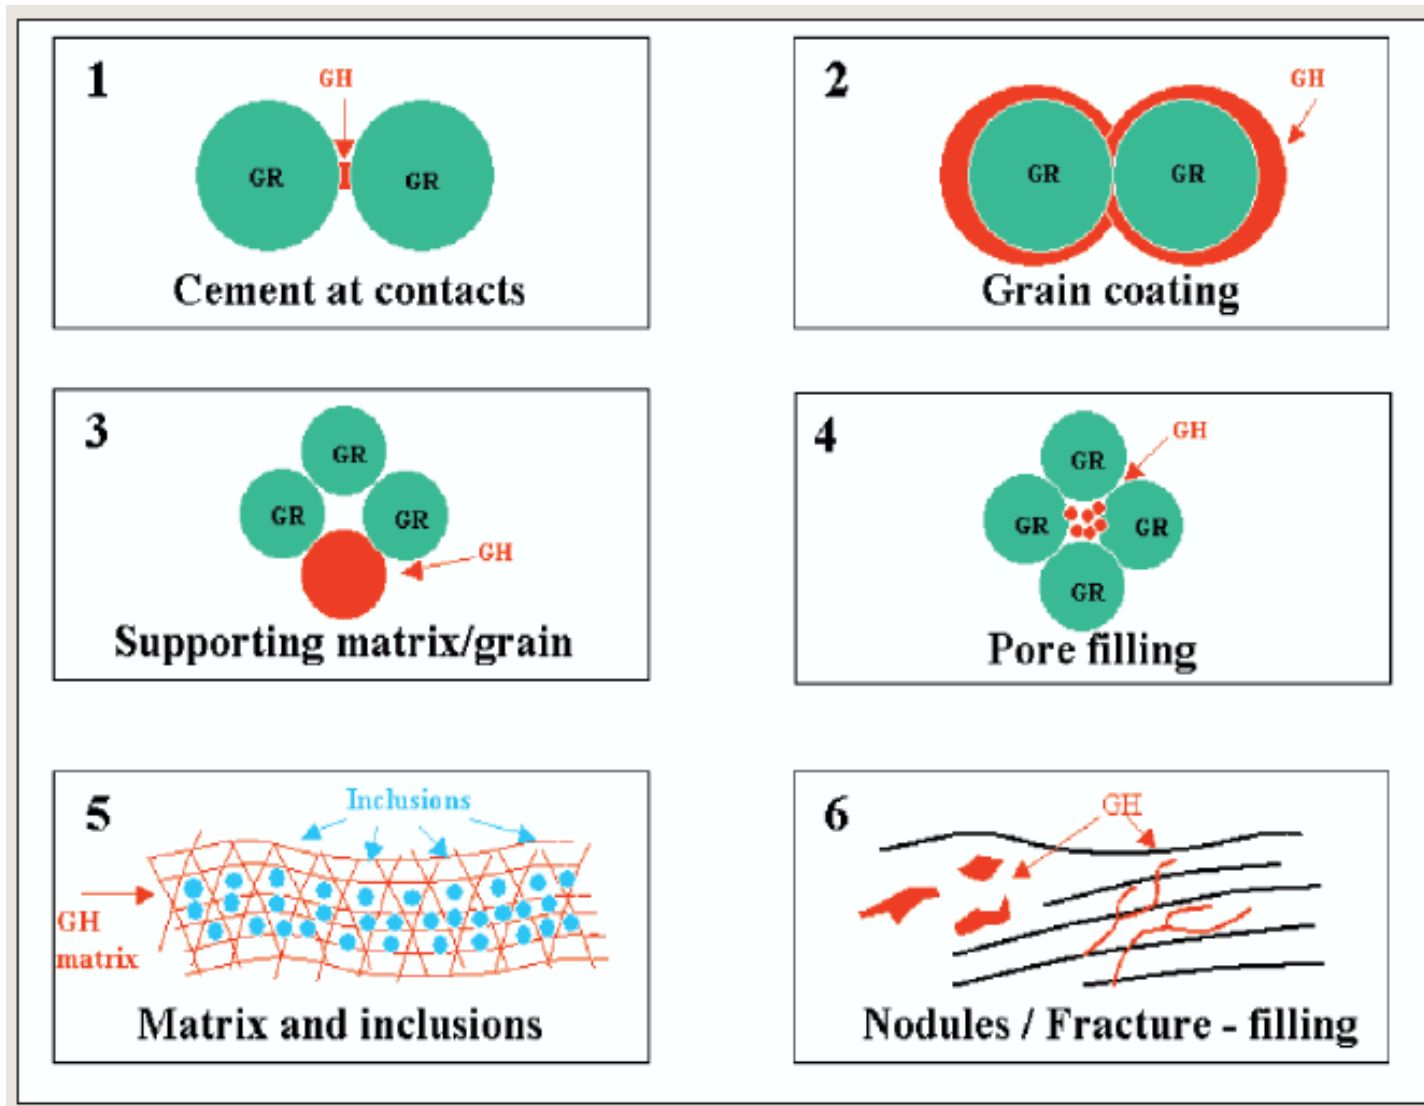 1
GH
GR
GR
Cement at contacts
2
GH
GR
GR
Grain coating
3
GR
GR
GR
GH
Supporting matrix/grain
4
GH
GR
GR
GR
GR
Pore filling
5
Inclusions
GH
matrix
Matrix and inclusions
6
GH
Nodules / Fracture - filling